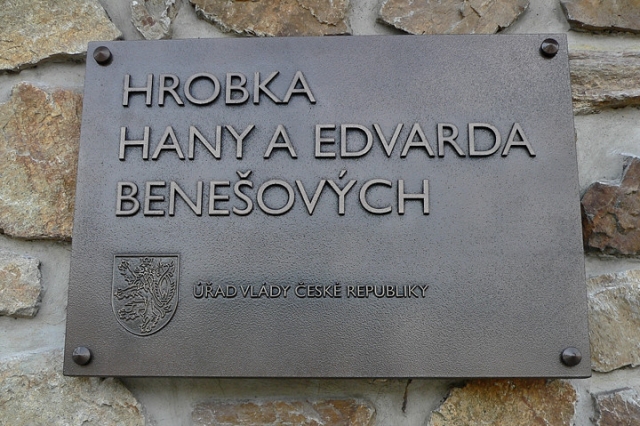 HROBKA
HANY A EDVARDA
BENEŠOVÝCH
ÚŘAD VLÁDY ČESKÉ REPUBLIKY